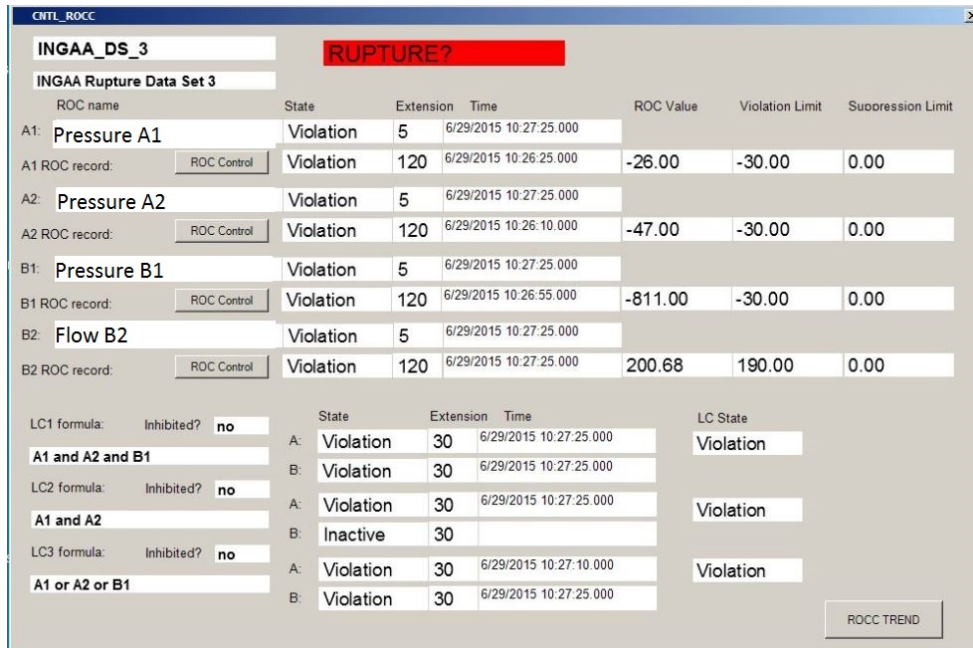 CNTL_ROCC
INGAA_DS_3 RUPTURE?
INGAA Rupture Data Set 3
ROC name State Extension Time ROC Value Violation Limit Suppression Limit
A1: Pressure A1 Violation 5 6/29/2015 10:27:25.000
A1 ROC record: ROC Control Violation 120 6/29/2015 10:26:25.000 -26.00 -30.00 0.00
A2: Pressure A2 Violation 5 6/29/2015 10:27:25.000
A2 ROC record: ROC Control Violation 120 6/29/2015 10:26:10.000 -47.00 -30.00 0.00
B1: Pressure B1 Violation 5 6/29/2015 10:27:25.000
B1 ROC record: ROC Control Violation 120 6/29/2015 10:26:55.000 -811.00 -30.00 0.00
B2: Flow B2 Violation 5 6/29/2015 10:27:25.000
B2 ROC record: ROC Control Violation 120 6/29/2015 10:27:25.000 200.68 190.00 0.00
State Extension Time LC State
LC1 formula: Inhibited? no
A: Violation 30 6/29/2015 10:27:25.000 Violation
A1 and A2 and B1
B: Violation 30 6/29/2015 10:27:25.000
LC2 formula: Inhibited? no
A: Violation 30 6/29/2015 10:27:25.000 Violation
A1 and A2
B: Inactive 30
LC3 formula: Inhibited? no
A: Violation 30 6/29/2015 10:27:10.000 Violation
A1 or A2 or B1
B: Violation 30 6/29/2015 10:27:25.000
ROCC TREND